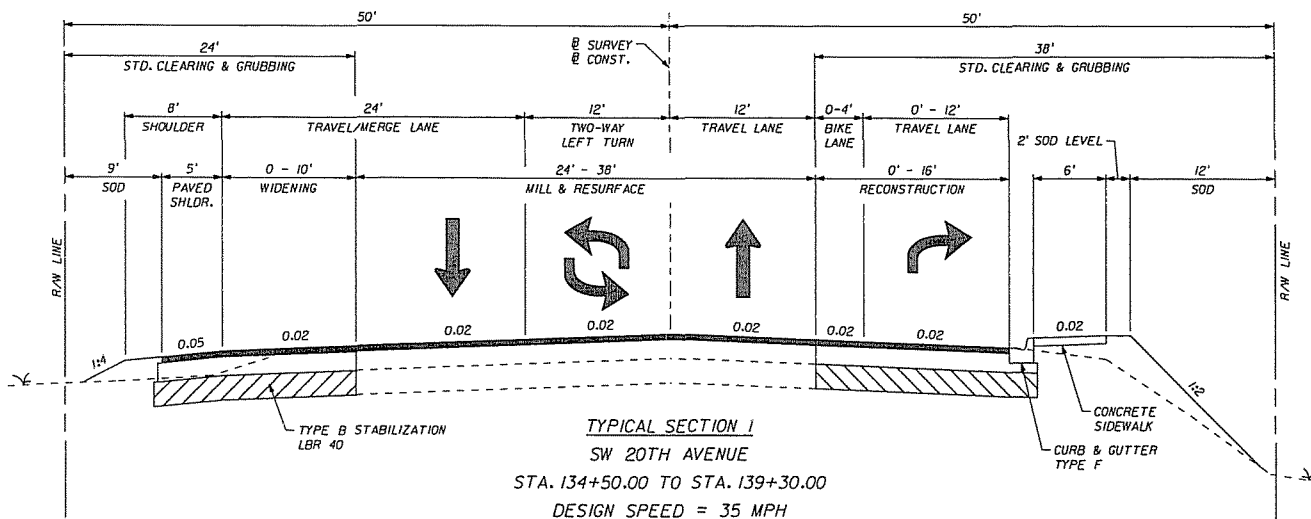 50'
50'
24'
STD. CLEARING & GRUBBING
SURVEY
CONST.
38'
STD. CLEARING & GRUBBING
8'
SHOULDER
24'
TRAVEL/MERGE LANE
12'
TWO-WAY
LEFT TURN
12'
TRAVEL LANE
0-4'
BIKE
LANE
0' - 12'
TRAVEL LANE
2' SOD LEVEL
9'
SOD
5'
PAVED
SHLDR.
0 - 10'
WIDENING
24' - 38'
MILL & RESURFACE
0' - 16'
RECONSTRUCTION
6'
12'
SOD
R/W LINE
R/W LINE
1:4
0.05
0.02
0.02
0.02
0.02
0.02
0.02
0.02
1:2
TYPE B STABILIZATION
LBR 40
CONCRETE
SIDEWALK
CURB & GUTTER
TYPE F
TYPICAL SECTION 1
SW 20TH AVENUE
STA. 134+50.00 TO STA. 139+30.00
DESIGN SPEED = 35 MPH